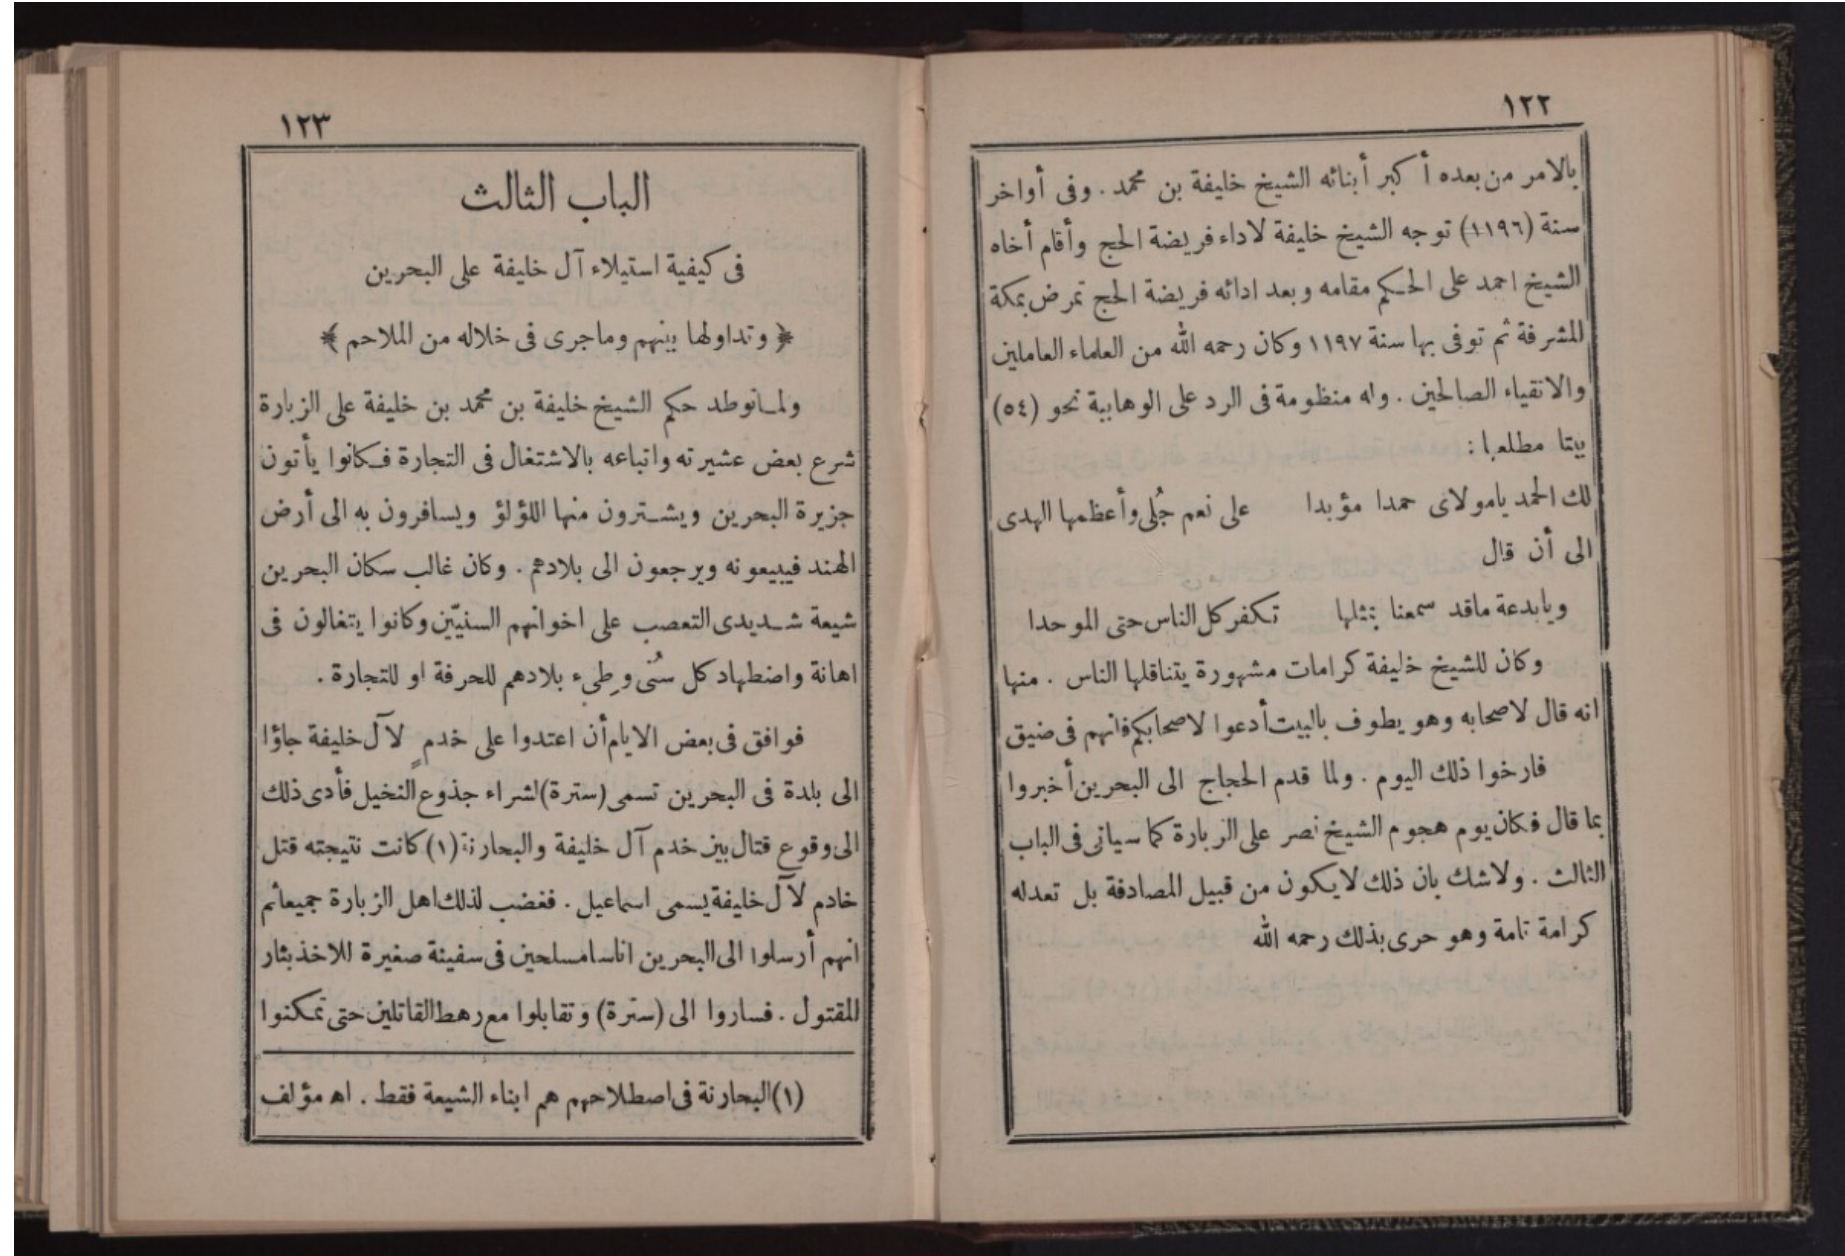 ١٢٢
بالامر من بعده أكبر أبنائه الشيخ خليفة بن محمد . وفى أواخر
سنة (١١٩٦) توجه الشيخ خليفة لاداء فريضة الحج وأقام أخاه
الشيخ احمد على الحكم مقامه وبعد ادائه فريضة الحج تمرض بمكة
المشرفة ثم توفى بها سنة ١١٩٧ وكان رحمه الله من العلماء العاملين
والاتقياء الصالحين . وله منظومة فى الرد على الوهابية نحو (٥٤)
بيتا مطلعها :
لك الحمد يامولاى حمدا مؤبدا على نعم جُلى وأعظمها الهدى
الى أن قال
ويابدعة ماقد سمعنا بمثلها تكفر كل الناس حتى الموحدا
وكان للشيخ خليفة كرامات مشهورة يتناقلها الناس . منها
انه قال لاصحابه وهو يطوف بالبيت أدعوا لاصحابكم فانهم فى ضيق
فارخوا ذلك اليوم . ولما قدم الحجاج الى البحرين أخبروا
بما قال فكان يوم هجوم الشيخ نصر على الزبارة كما سيأتى فى الباب
الثالث . ولاشك بان ذلك لا يكون من قبيل المصادفة بل تعد له
كرامة تامة وهو حرى بذلك رحمه الله
١٢٣
الباب الثالث
فى كيفية استيلاء آل خليفة على البحرين
﴿ وتداولها بينهم وماجرى فى خلاله من الملاحم ﴾
ولما توطد حكم الشيخ خليفة بن محمد بن خليفة على الزبارة
شرع بعض عشيرته واتباعه بالاشتغال فى التجارة فكانوا يأتون
جزيرة البحرين ويشترون منها اللؤلؤ ويسافرون به الى أرض
الهند فيبيعونه ويرجعون الى بلادهم . وكان غالب سكان البحرين
شيعة شديدى التعصب على اخوانهم السنيّين وكانوا يتغالون فى
اهانة واضطهاد كل سُنى وطِىء بلادهم للحرفة او للتجارة .
فوافق فى بعض الايام أن اعتدوا على خدمٍ لآل خليفة جاؤا
الى بلدة فى البحرين تسمى (سترة) لشراء جذوع النخيل فأدى ذلك
الى وقوع قتال بين خدم آل خليفة والبحارنة (١) كانت نتيجته قتل
خادم لآل خليفة يسمى اسماعيل . فغضب لذلك اهل الزبارة جميعا ثم
انهم أرسلوا الى البحرين اناسا مسلحين فى سفينة صغيرة للاخذ بثار
المقتول . فساروا الى (سترة) وتقابلوا مع رهط القاتلين حتى تمكنوا
(١) البحارنة فى اصطلاحهم هم ابناء الشيعة فقط . اه مؤلف